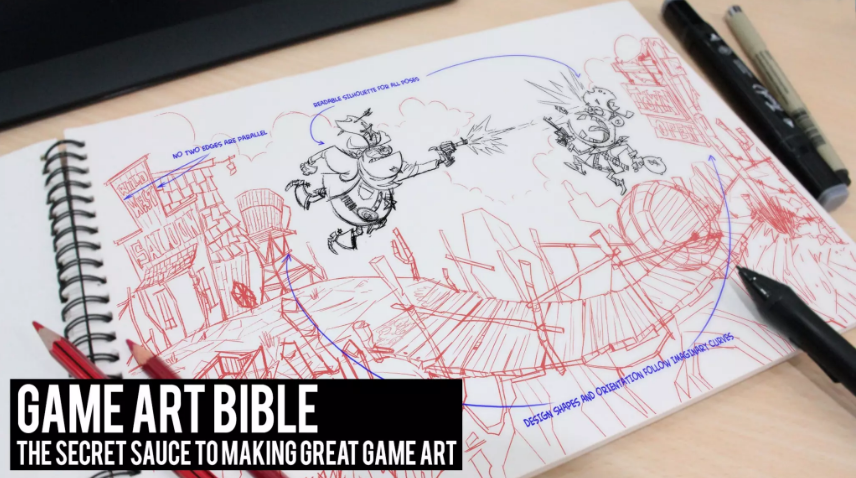 READABLE SILHOUETTE FOR ALL POSES
NO TWO EDGES ARE PARALLEL
SALOON
DESIGN SHAPES AND ORIENTATION FOLLOW IMAGINARY CURVES
GAME ART BIBLE
THE SECRET SAUCE TO MAKING GREAT GAME ART